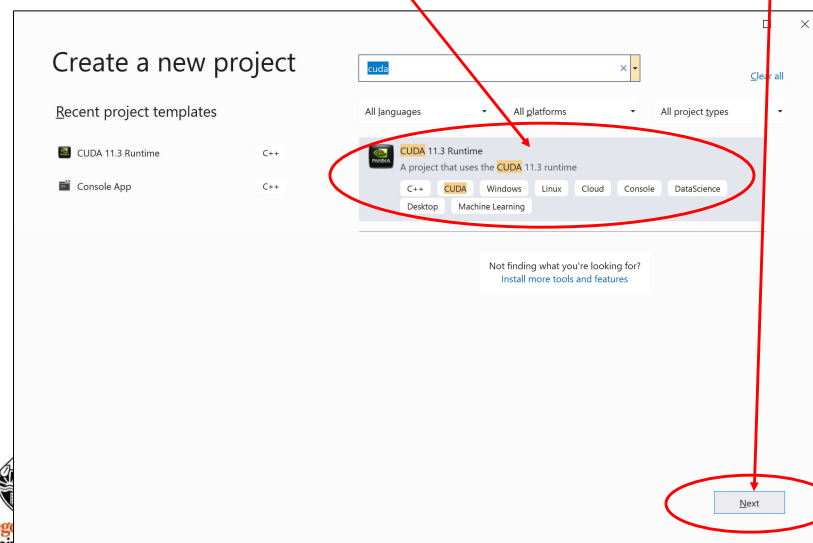 Create a new project
cuda
Clear all
Recent project templates
All languages
All platforms
All project types
CUDA 11.3 Runtime
C++
Console App
C++
NVIDIA
CUDA 11.3 Runtime
A project that uses the CUDA 11.3 runtime
C++ CUDA Windows Linux Cloud Console DataScience
Desktop Machine Learning
Not finding what you're looking for?
Install more tools and features
Next